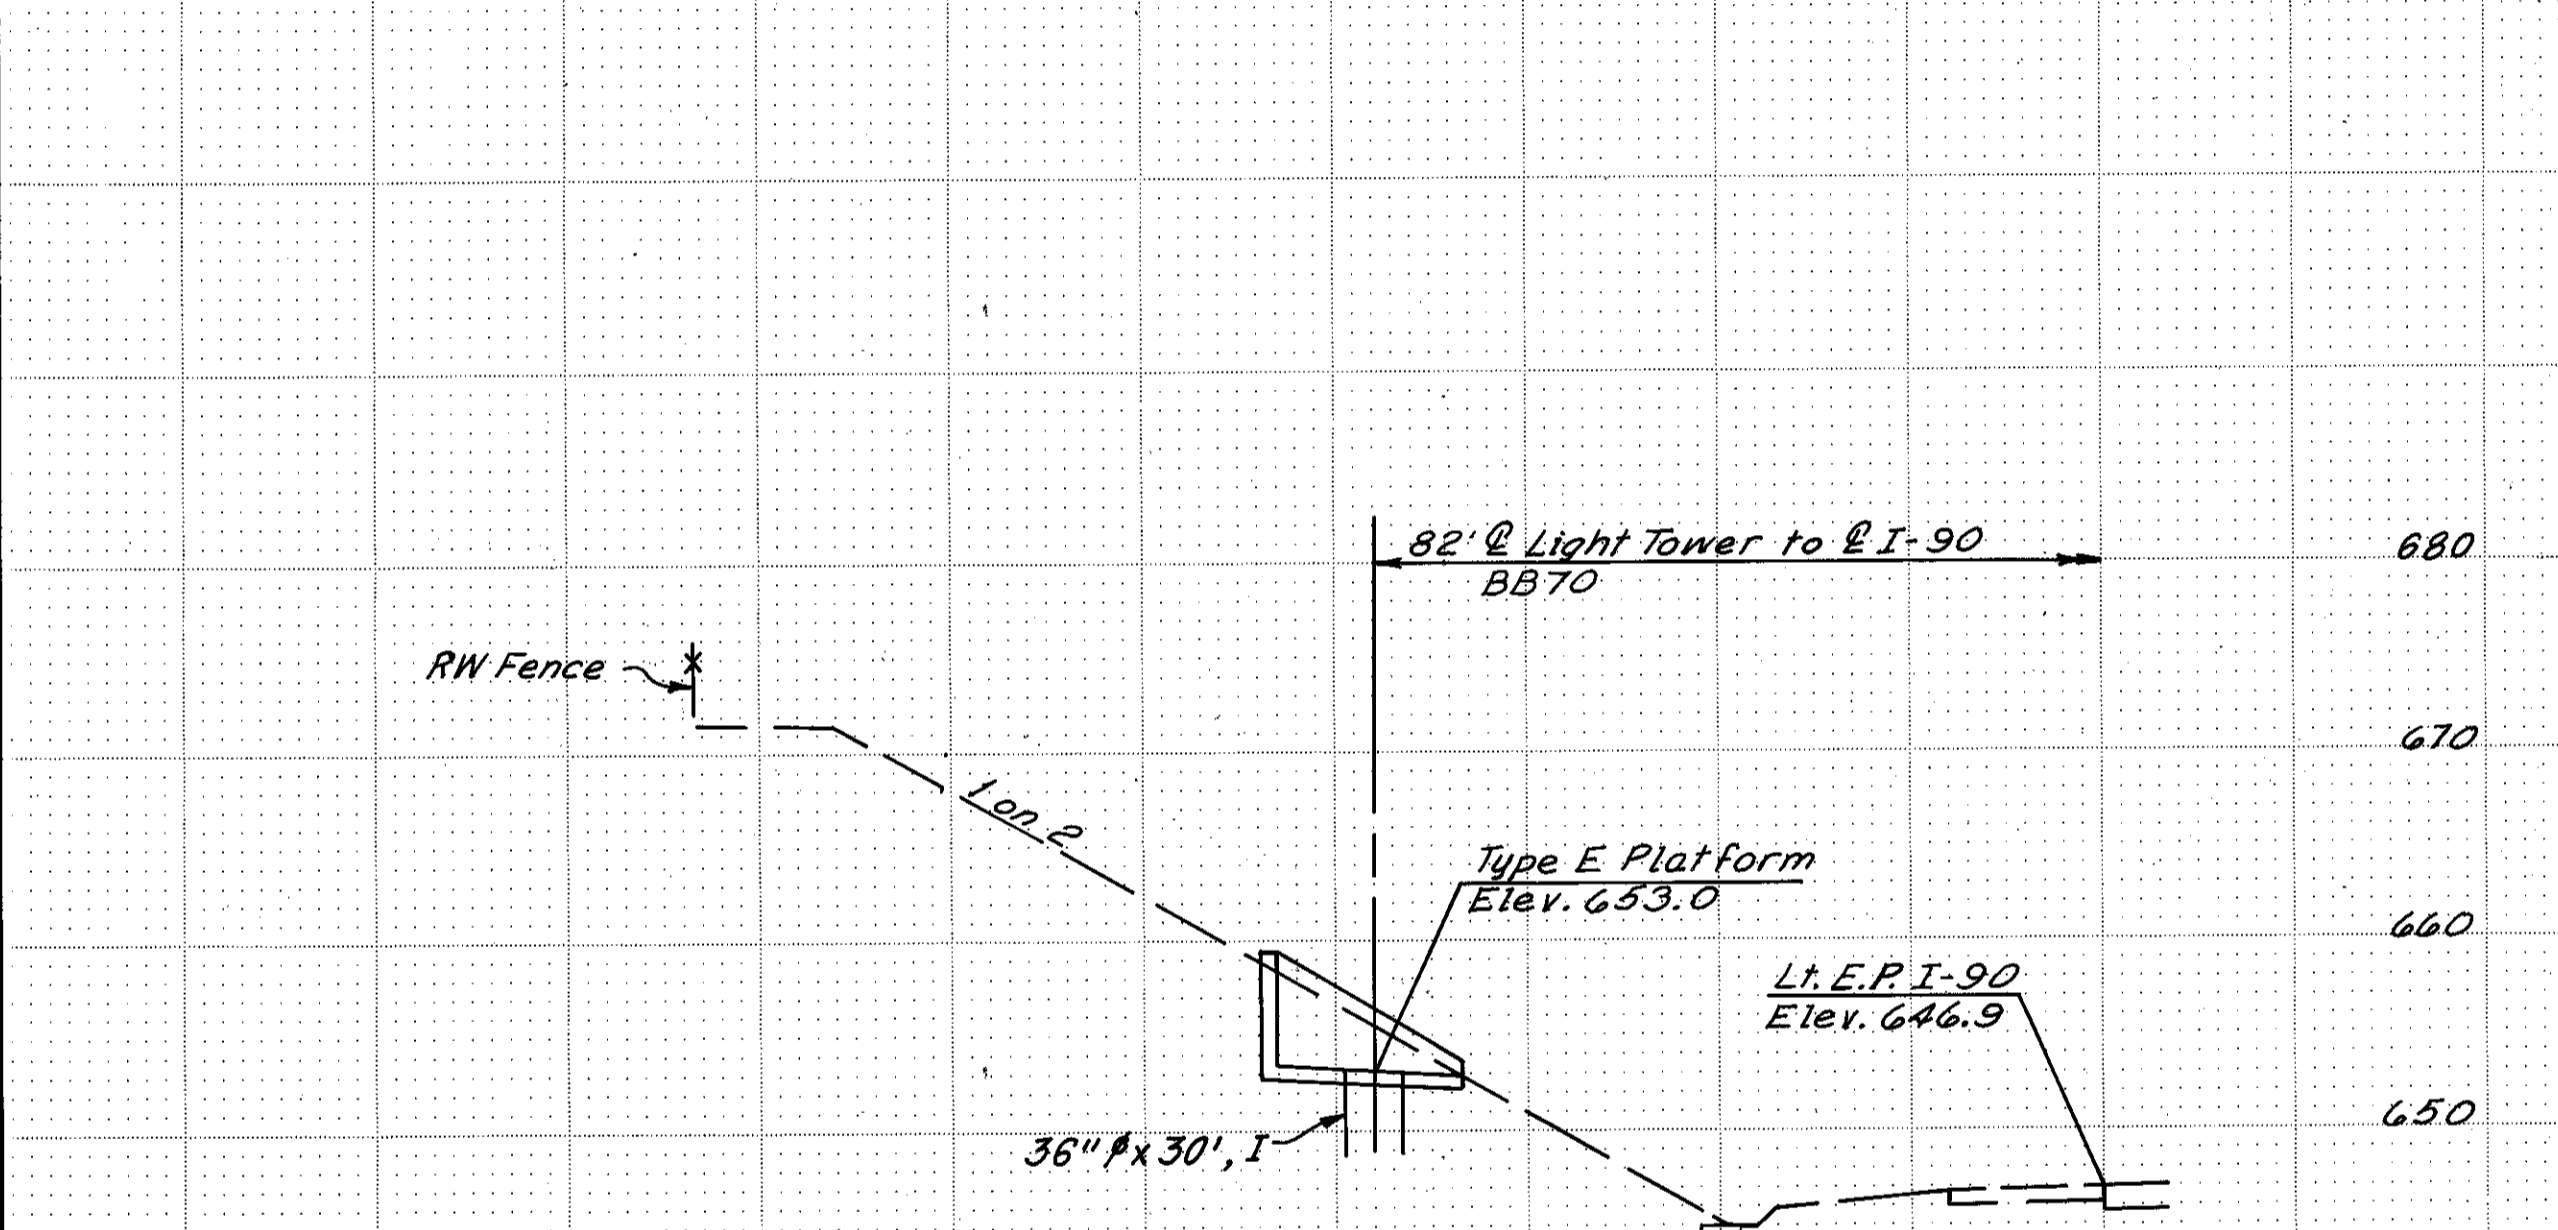 82' ℄ Light Tower to ℄ I-90
BB70
680
RW Fence
670
1 on 2
Type E Platform
Elev. 653.0
660
Lt. E.P. I-90
Elev. 646.9
650
36" ϕ x 30', I